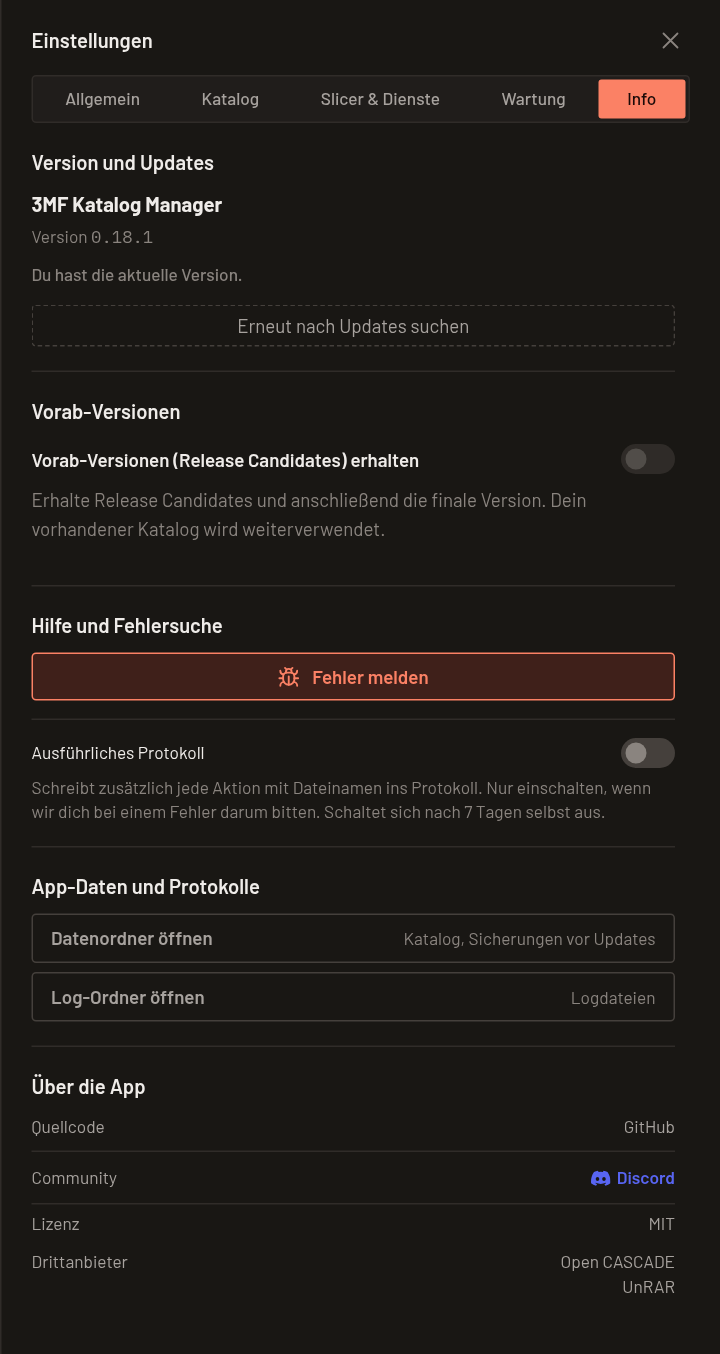 Einstellungen
Allgemein
Katalog
Slicer & Dienste
Wartung
Info
Version und Updates
3MF Katalog Manager
Version 0.18.1
Du hast die aktuelle Version.
Erneut nach Updates suchen
Vorab-Versionen
Vorab-Versionen (Release Candidates) erhalten
Erhalte Release Candidates und anschließend die finale Version. Dein
vorhandener Katalog wird weiterverwendet.
Hilfe und Fehlersuche
Fehler melden
Ausführliches Protokoll
Schreibt zusätzlich jede Aktion mit Dateinamen ins Protokoll. Nur einschalten, wenn
wir dich bei einem Fehler darum bitten. Schaltet sich nach 7 Tagen selbst aus.
App-Daten und Protokolle
Datenordner öffnen
Katalog, Sicherungen vor Updates
Log-Ordner öffnen
Logdateien
Über die App
Quellcode
GitHub
Community
Discord
Lizenz
MIT
Drittanbieter
Open CASCADE
UnRAR